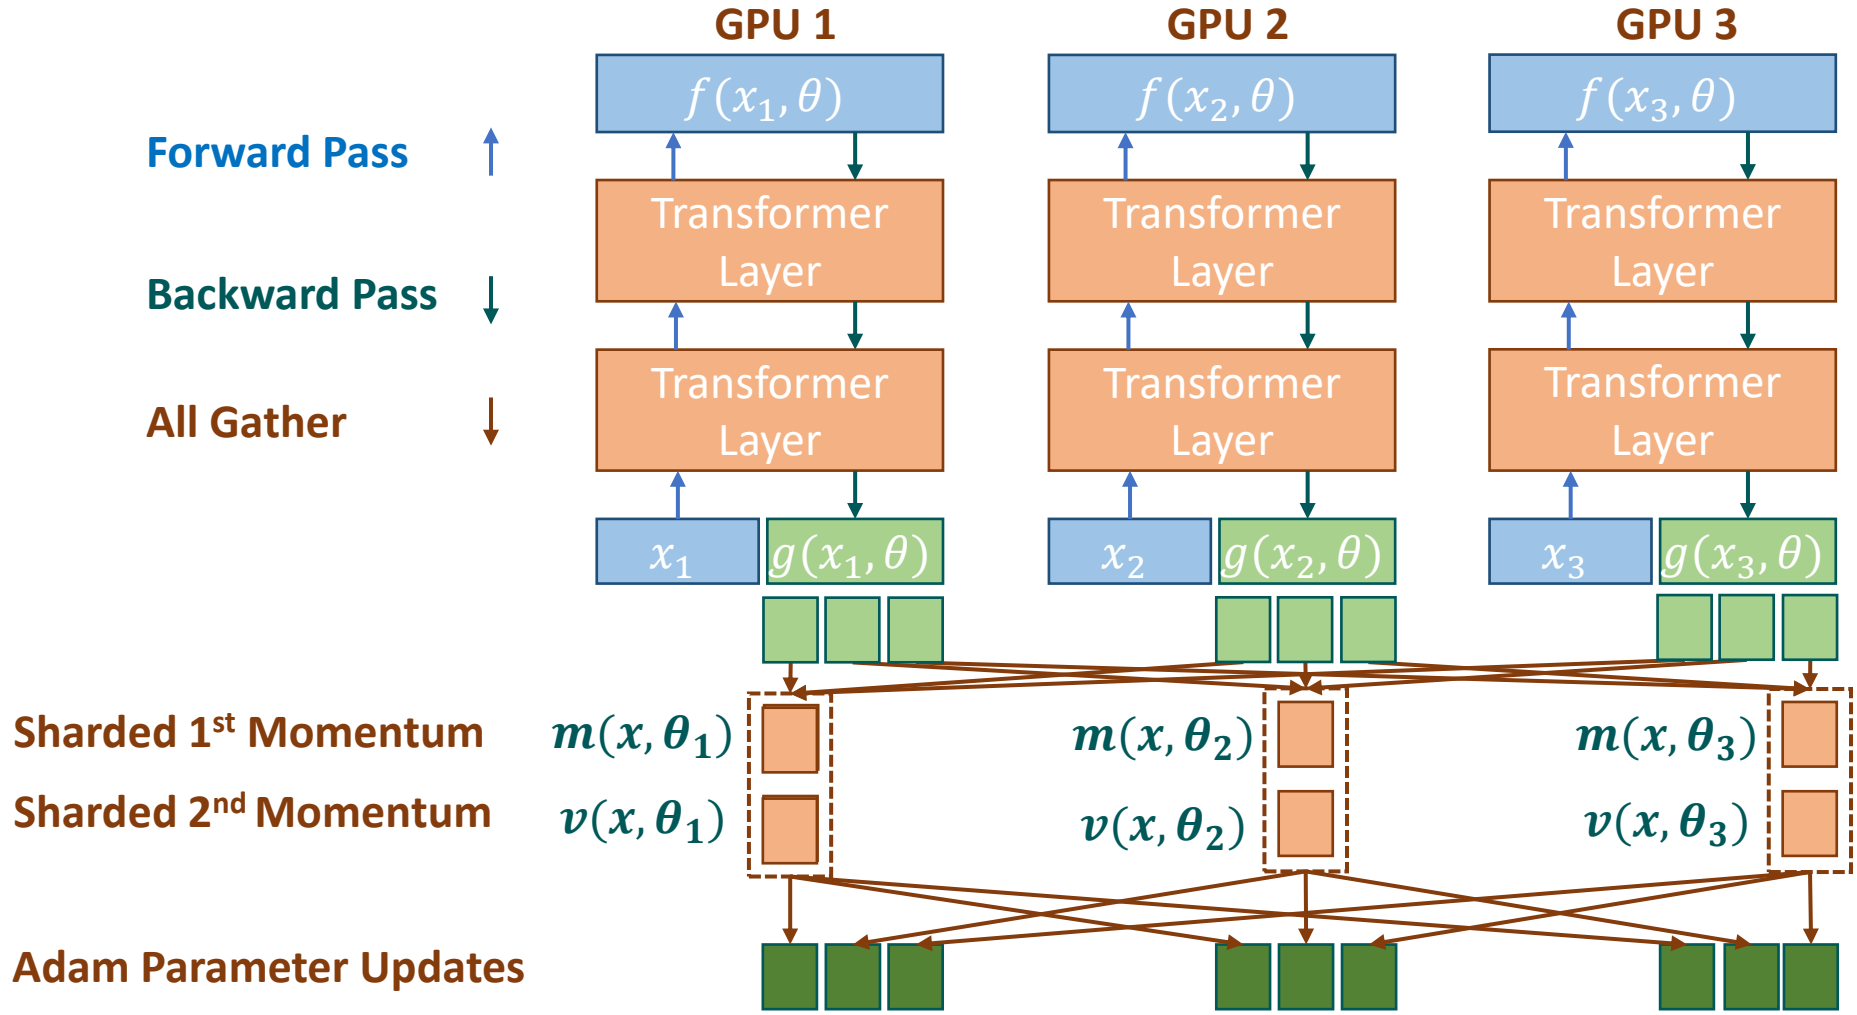 GPU 1
GPU 2
GPU 3
f(x₁, θ)
f(x₂, θ)
f(x₃, θ)
Forward Pass
Transformer
Layer
Transformer
Layer
Transformer
Layer
Backward Pass
Transformer
Layer
Transformer
Layer
Transformer
Layer
All Gather
x₁
g(x₁, θ)
x₂
g(x₂, θ)
x₃
g(x₃, θ)
Sharded 1st Momentum
m(x, θ₁)
m(x, θ₂)
m(x, θ₃)
Sharded 2nd Momentum
v(x, θ₁)
v(x, θ₂)
v(x, θ₃)
Adam Parameter Updates